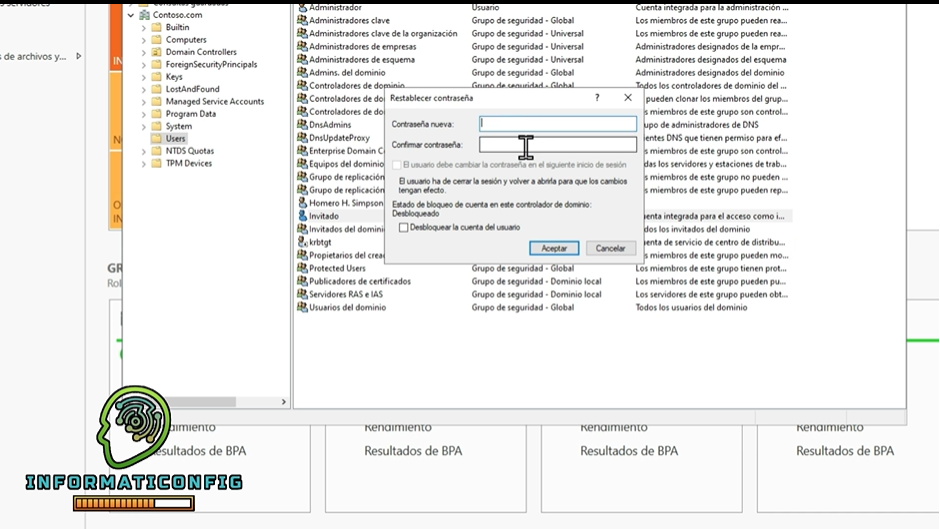 servidores
Consultas guardadas
de archivos y...
Contoso.com
Builtin
Computers
Domain Controllers
ForeignSecurityPrincipals
Keys
LostAndFound
Managed Service Accounts
Program Data
System
Users
NTDS Quotas
TPM Devices
Administrador Usuario Cuenta integrada para la administración ...
Administradores clave Grupo de seguridad - Global Los miembros de este grupo pueden rea...
Administradores clave de la organización Grupo de seguridad - Universal Los miembros de este grupo pueden rea...
Administradores de empresas Grupo de seguridad - Universal Administradores designados de la empr...
Administradores de esquema Grupo de seguridad - Universal Administradores designados del esquema
Admins. del dominio Grupo de seguridad - Global Administradores designados del dominio
Controladores de dominio Grupo de seguridad - Global Todos los controladores de dominio del ...
Controladores de do pueden clonar los miembros del grup...
Controladores de do s miembros de este grupo son control...
DnsAdmins upo de administradores de DNS
DnsUpdateProxy entes DNS que tienen permiso para ef...
Enterprise Domain C s miembros de este grupo son control...
Equipos del dominio das los servidores y estaciones de trab...
Grupo de replicación s miembros de este grupo no pueden ...
Grupo de replicación s miembros de este grupo pueden rep...
Homero H. Simpson
Invitado enta integrada para el acceso como i...
Invitados del domini dos los invitados del dominio
krbtgt enta de servicio de centro de distribu...
Propietarios del crea s miembros de este grupo pueden mo...
Protected Users Grupo de seguridad - Global Los miembros de este grupo tienen prot...
Publicadores de certificados Grupo de seguridad - Dominio local Los miembros de este grupo pueden pu...
Servidores RAS e IAS Grupo de seguridad - Dominio local Los servidores de este grupo pueden obt...
Usuarios del dominio Grupo de seguridad - Global Todos los usuarios del dominio
Restablecer contraseña ?
Contraseña nueva:
Confirmar contraseña:
El usuario debe cambiar la contraseña en el siguiente inicio de sesión
El usuario ha de cerrar la sesión y volver a abrirla para que los cambios
tengan efecto.
Estado de bloqueo de cuenta en este controlador de dominio:
Desbloqueado
Desbloquear la cuenta del usuario
Aceptar Cancelar
IN
O
IN
GR
Rol
dimiento Rendimiento Rendimiento Rendimiento
esultados de BPA Resultados de BPA Resultados de BPA Resultados de BPA
INFORMATICONFIG